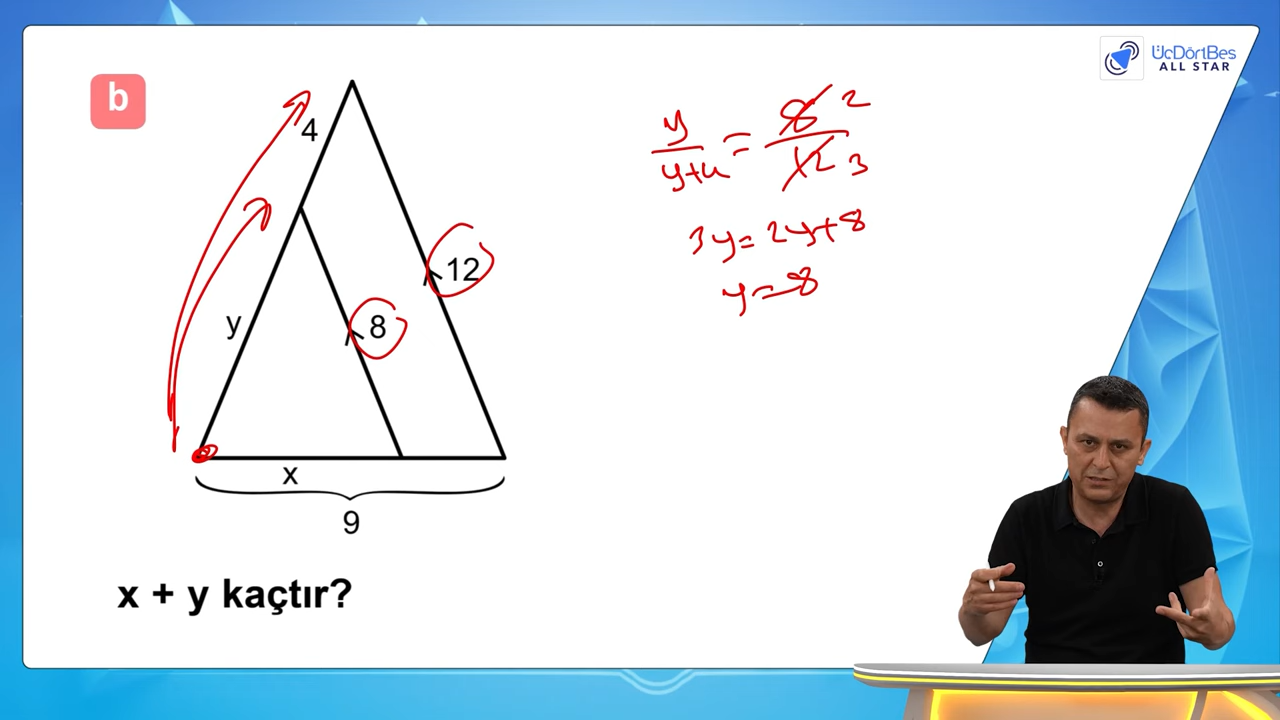 b
ÜçDörtBeş
ALL STAR
4
y/(y+4) = 8/12 2 3
12
3y=2y+8
y=8
8
y
x
9
x + y kaçtır?